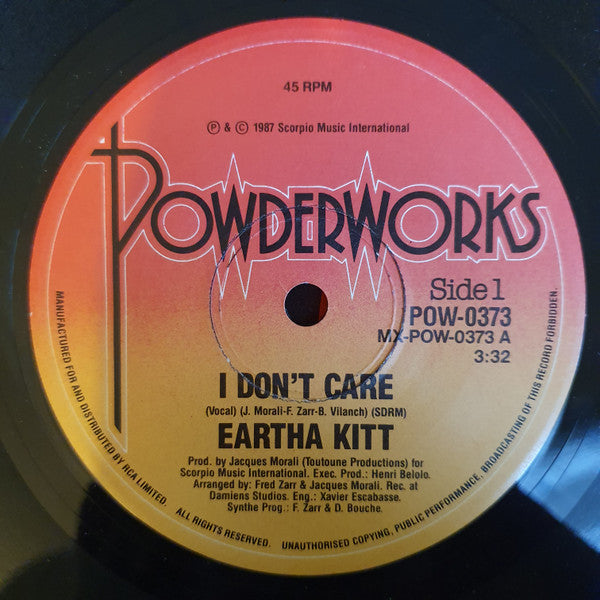 45 RPM
Ⓟ & © 1987 Scorpio Music International
POWDERWORKS
Side 1
POW-0373
MX-POW-0373 A
3:32
I DON'T CARE
(Vocal) (J. Morali-F. Zarr-B. Vilanch) (SDRM)
EARTHA KITT
Prod. by Jacques Morali (Toutoune Productions) for
Scorpio Music International. Exec. Prod.: Henri Belolo.
Arranged by: Fred Zarr & Jacques Morali. Rec. at
Damiens Studios. Eng.: Xavier Escabasse.
Synthe Prog.: F. Zarr & D. Bouche.
MANUFACTURED FOR AND DISTRIBUTED BY RCA LIMITED. ALL RIGHTS RESERVED. UNAUTHORISED COPYING, PUBLIC PERFORMANCE, BROADCASTING OF THIS RECORD FORBIDDEN.